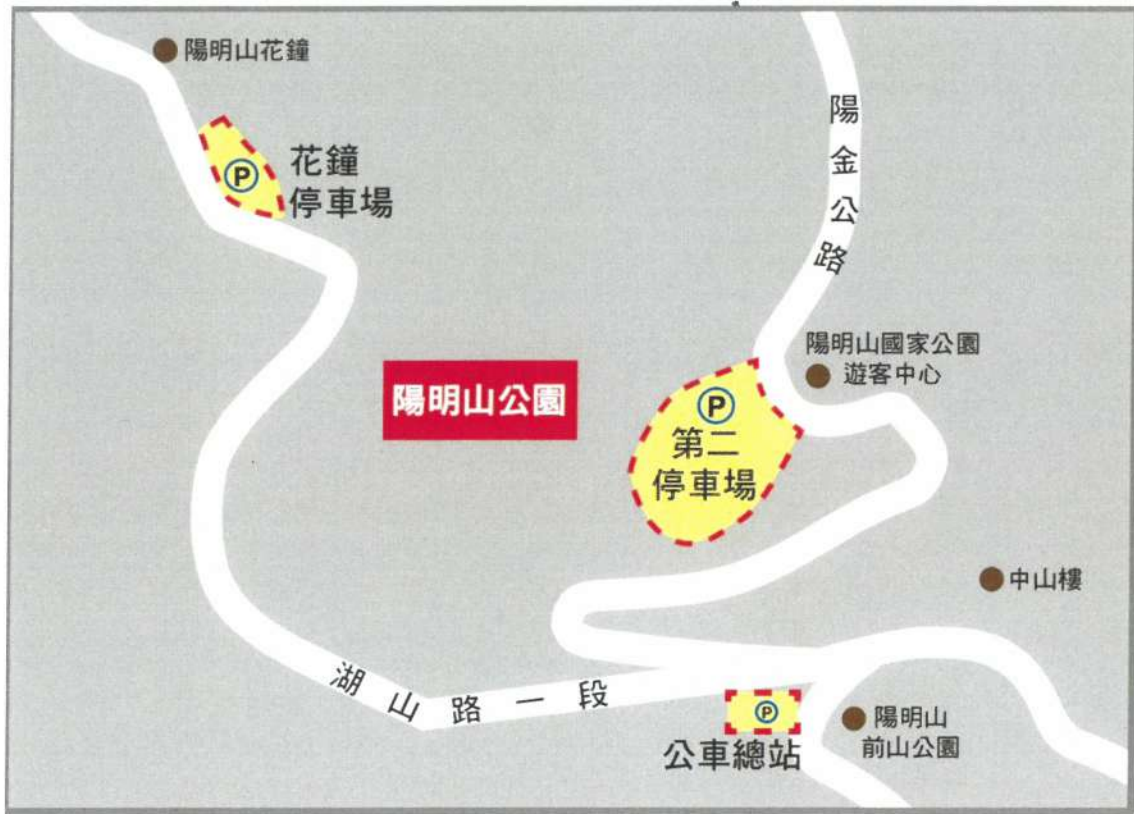 陽明山花鐘
P
花鐘
停車場
陽金公路
陽明山國家公園
遊客中心
陽明山公園
P
第二
停車場
中山樓
湖山路一段
P
陽明山
前山公園
公車總站